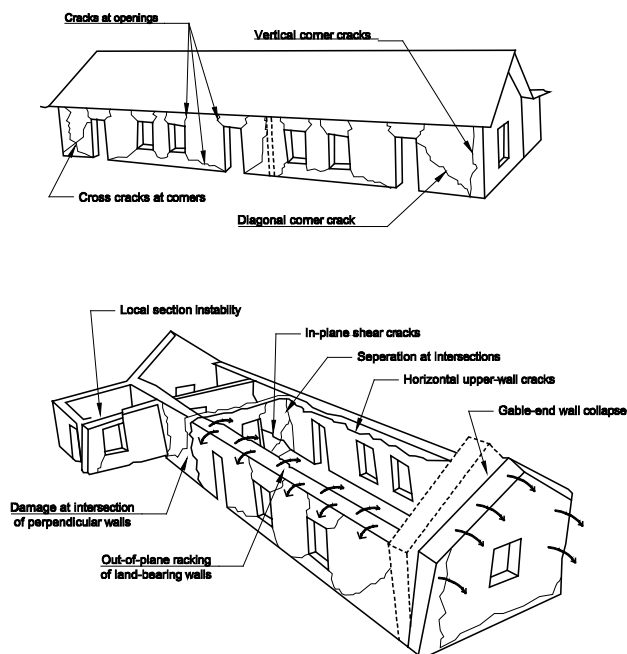 Cracks at openings
Vertical corner cracks
Cross cracks at corners
Diagonal corner crack
Local section instability
In-plane shear cracks
Seperation at intersections
Horizontal upper-wall cracks
Gable-end wall collapse
Damage at intersection
of perpendicular walls
Out-of-plane racking
of land-bearing walls